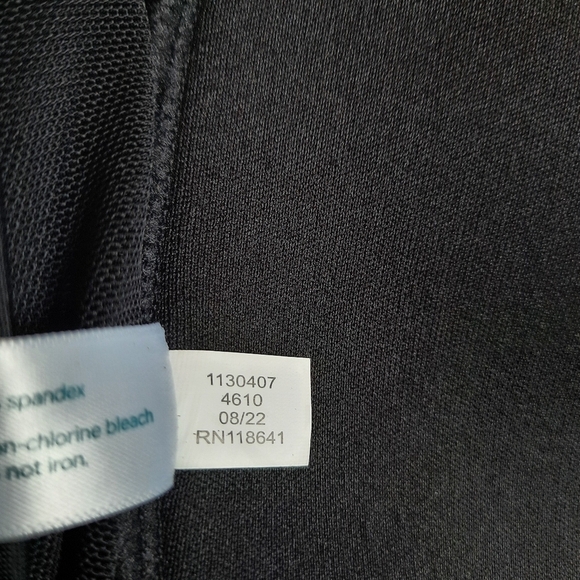 spandex
-chlorine bleach
not iron.
1130407
4610
08/22
RN118641